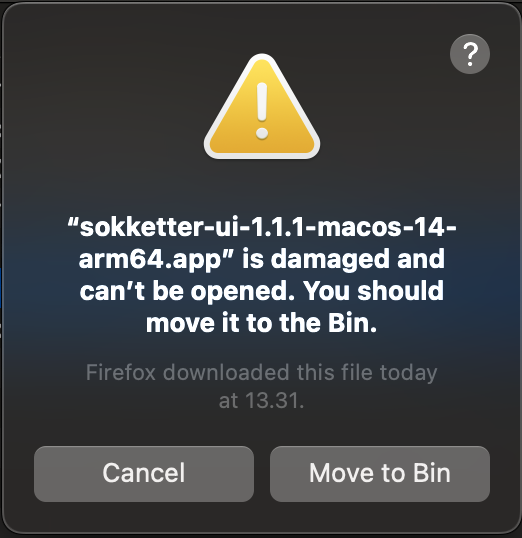 ?
“sokketter-ui-1.1.1-macos-14-
arm64.app” is damaged and
can’t be opened. You should
move it to the Bin.
Firefox downloaded this file today
at 13.31.
Cancel
Move to Bin